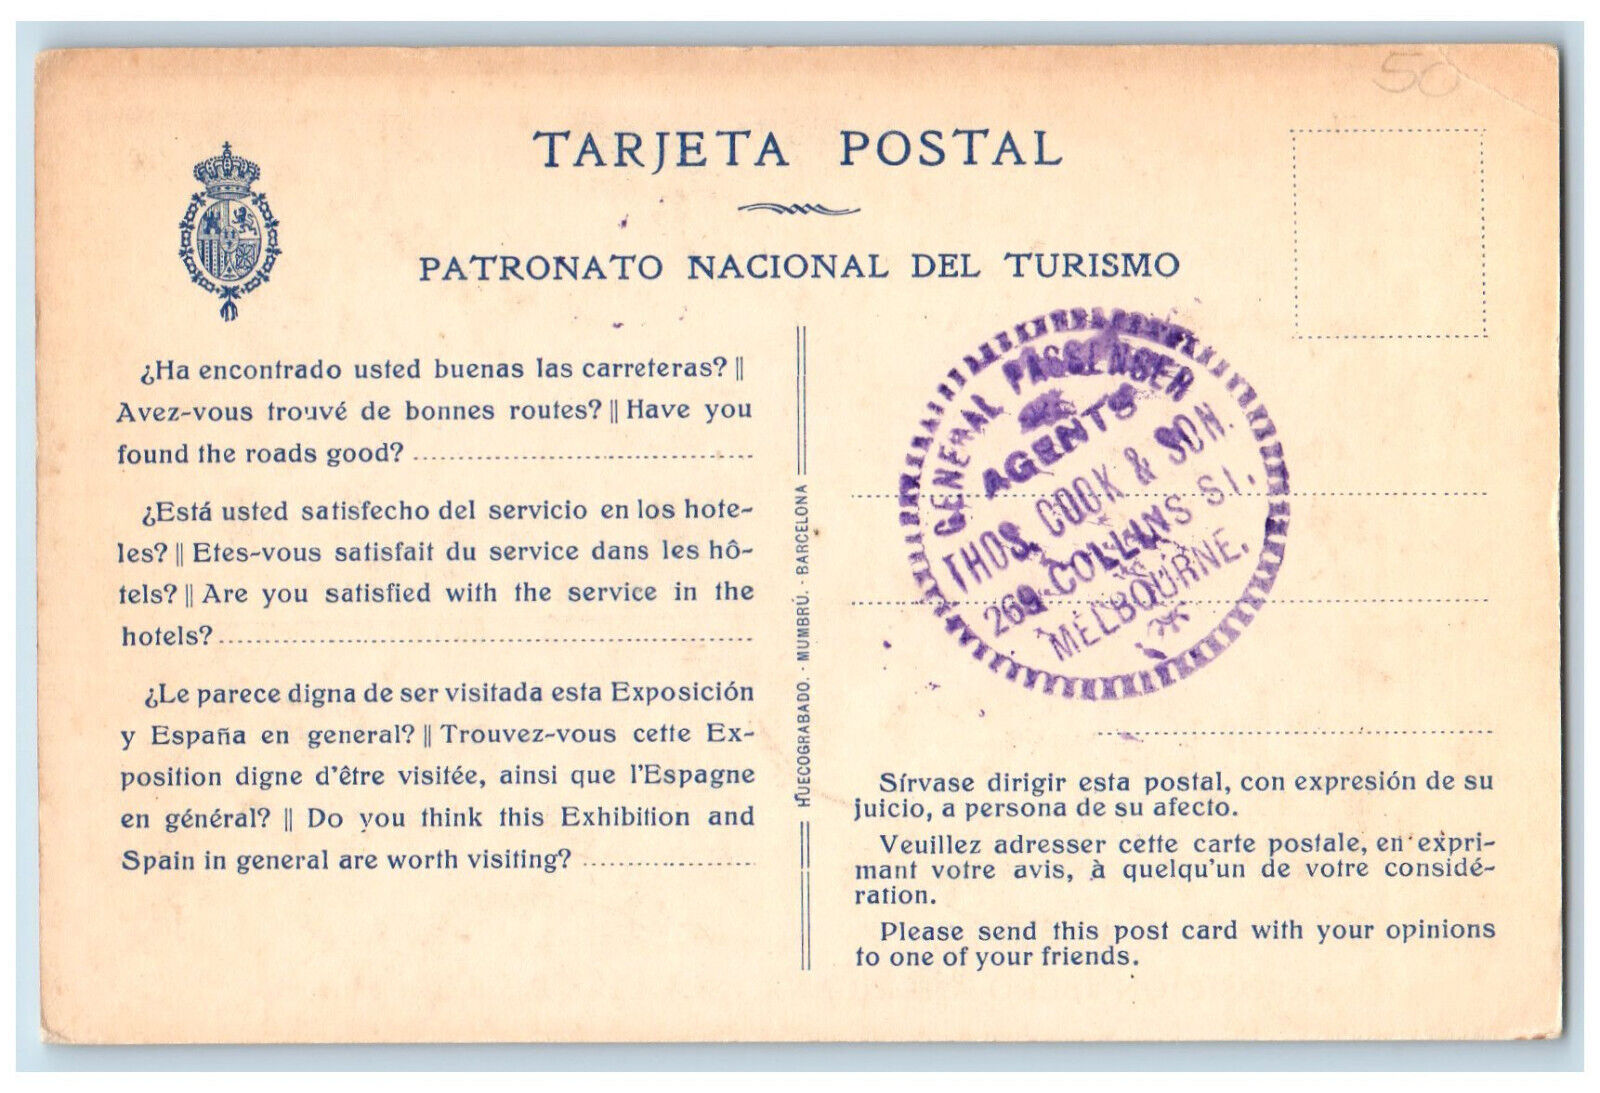 50
TARJETA POSTAL
PATRONATO NACIONAL DEL TURISMO
¿Ha encontrado usted buenas las carreteras? ||
Avez-vous trouvé de bonnes routes? || Have you
found the roads good?
¿Está usted satisfecho del servicio en los hote-
les? || Etes-vous satisfait du service dans les hô-
tels? || Are you satisfied with the service in the
hotels?
¿Le parece digna de ser visitada esta Exposición
y España en general? || Trouvez-vous cette Ex-
position digne d'être visitée, ainsi que l'Espagne
en général? || Do you think this Exhibition and
Spain in general are worth visiting?
HUECOGRABADO. - MUMBRÚ. - BARCELONA
GENERAL PASSENGER
AGENTS
THOS. COOK & SON.
269 COLLINS ST.
MELBOURNE.
Sírvase dirigir esta postal, con expresión de su
juicio, a persona de su afecto.
Veuillez adresser cette carte postale, en expri-
mant votre avis, à quelqu'un de votre considé-
ration.
Please send this post card with your opinions
to one of your friends.